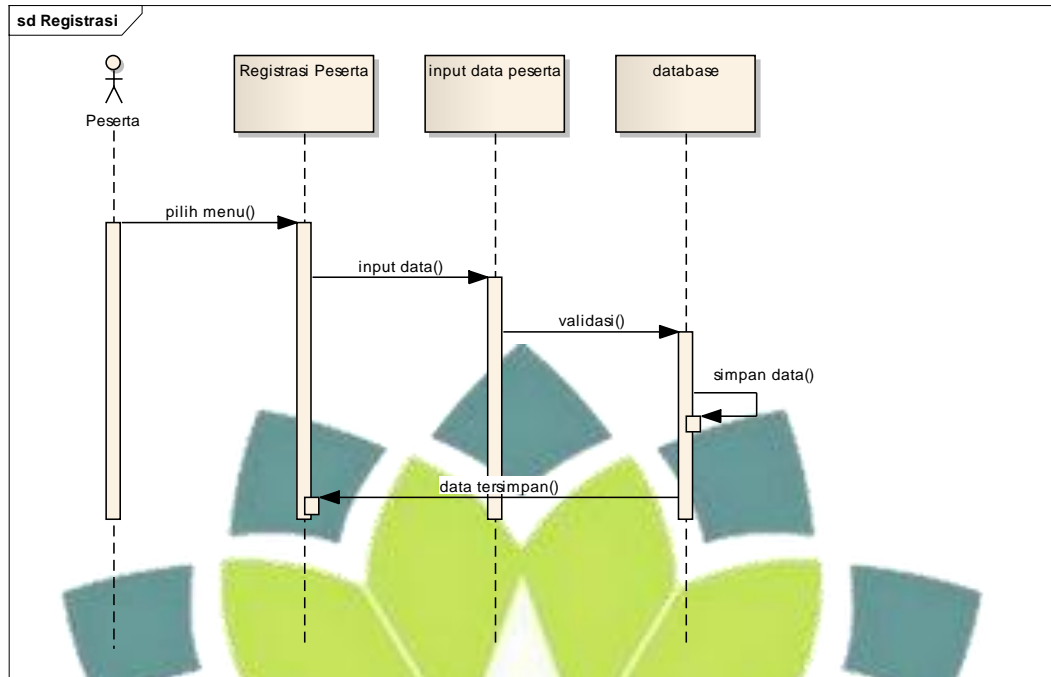 sd Registrasi
Peserta
Registrasi Peserta
input data peserta
database
pilih menu()
input data()
validasi()
simpan data()
data tersimpan()